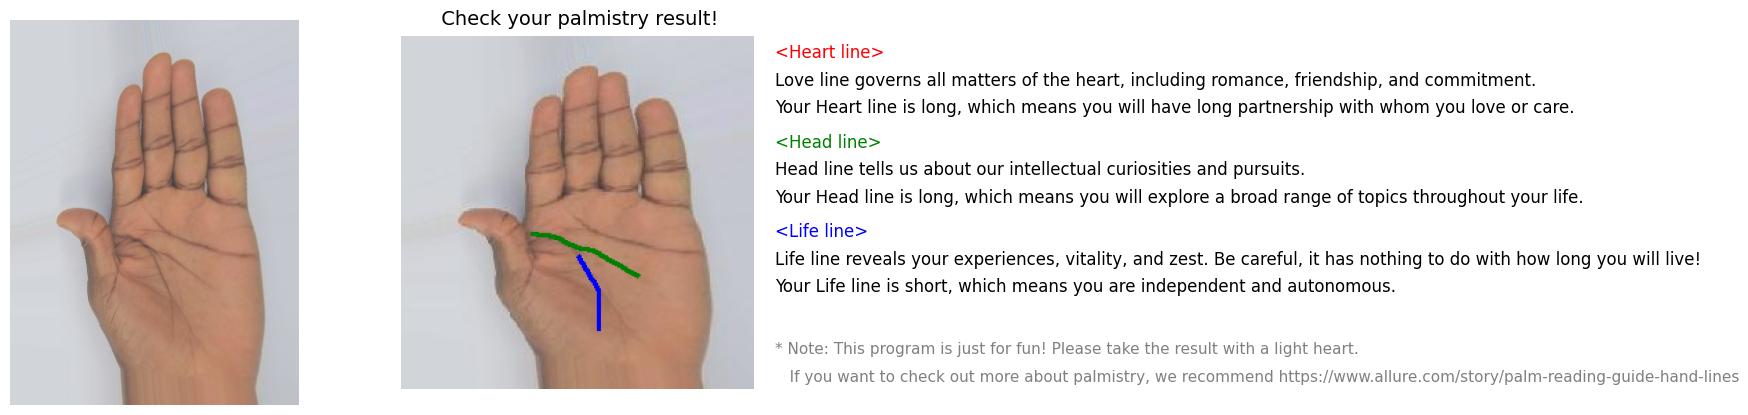 Check your palmistry result!
<Heart line>
Love line governs all matters of the heart, including romance, friendship, and commitment.
Your Heart line is long, which means you will have long partnership with whom you love or care.
<Head line>
Head line tells us about our intellectual curiosities and pursuits.
Your Head line is long, which means you will explore a broad range of topics throughout your life.
<Life line>
Life line reveals your experiences, vitality, and zest. Be careful, it has nothing to do with how long you will live!
Your Life line is short, which means you are independent and autonomous.
* Note: This program is just for fun! Please take the result with a light heart.
If you want to check out more about palmistry, we recommend https://www.allure.com/story/palm-reading-guide-hand-lines